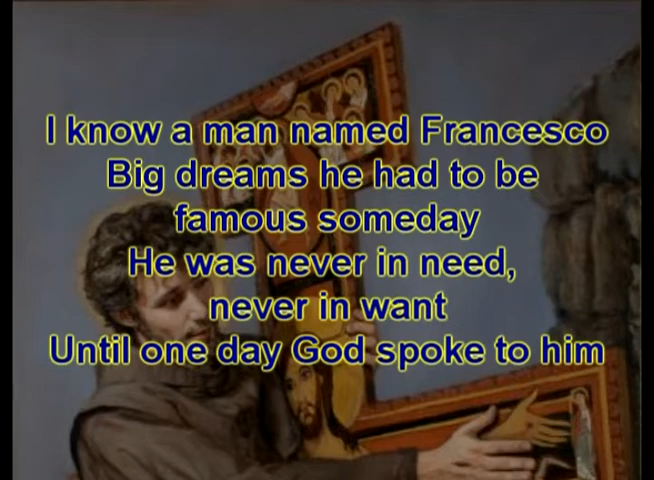 I know a man named Francesco
Big dreams he had to be
famous someday
He was never in need,
never in want
Until one day God spoke to him